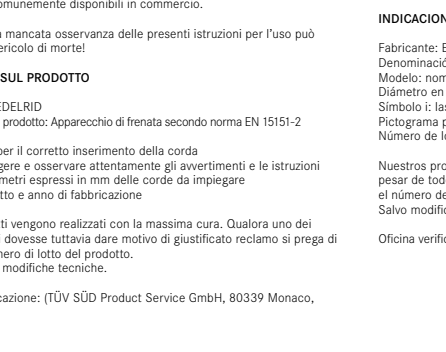 omunemente disponibili in commercio.
mancata osservanza delle presenti istruzioni per l'uso può
ericolo di morte!
SUL PRODOTTO
EDELRID
prodotto: Apparecchio di frenata secondo norma EN 15151-2
per il corretto inserimento della corda
gere e osservare attentamente gli avvertimenti e le istruzioni
metri espressi in mm delle corde da impiegare
tto e anno di fabbricazione
ti vengono realizzati con la massima cura. Qualora uno dei
dovesse tuttavia dare motivo di giustificato reclamo si prega di
nero di lotto del prodotto.
modifiche tecniche.
cazione: (TÜV SÜD Product Service GmbH, 80339 Monaco,
INDICACION
Fabricante: E
Denominació
Modelo: nom
Diámetro en
Símbolo i: las
Pictograma p
Número de lo
Nuestros pro
pesar de tod
el número de
Salvo modific
Oficina verific